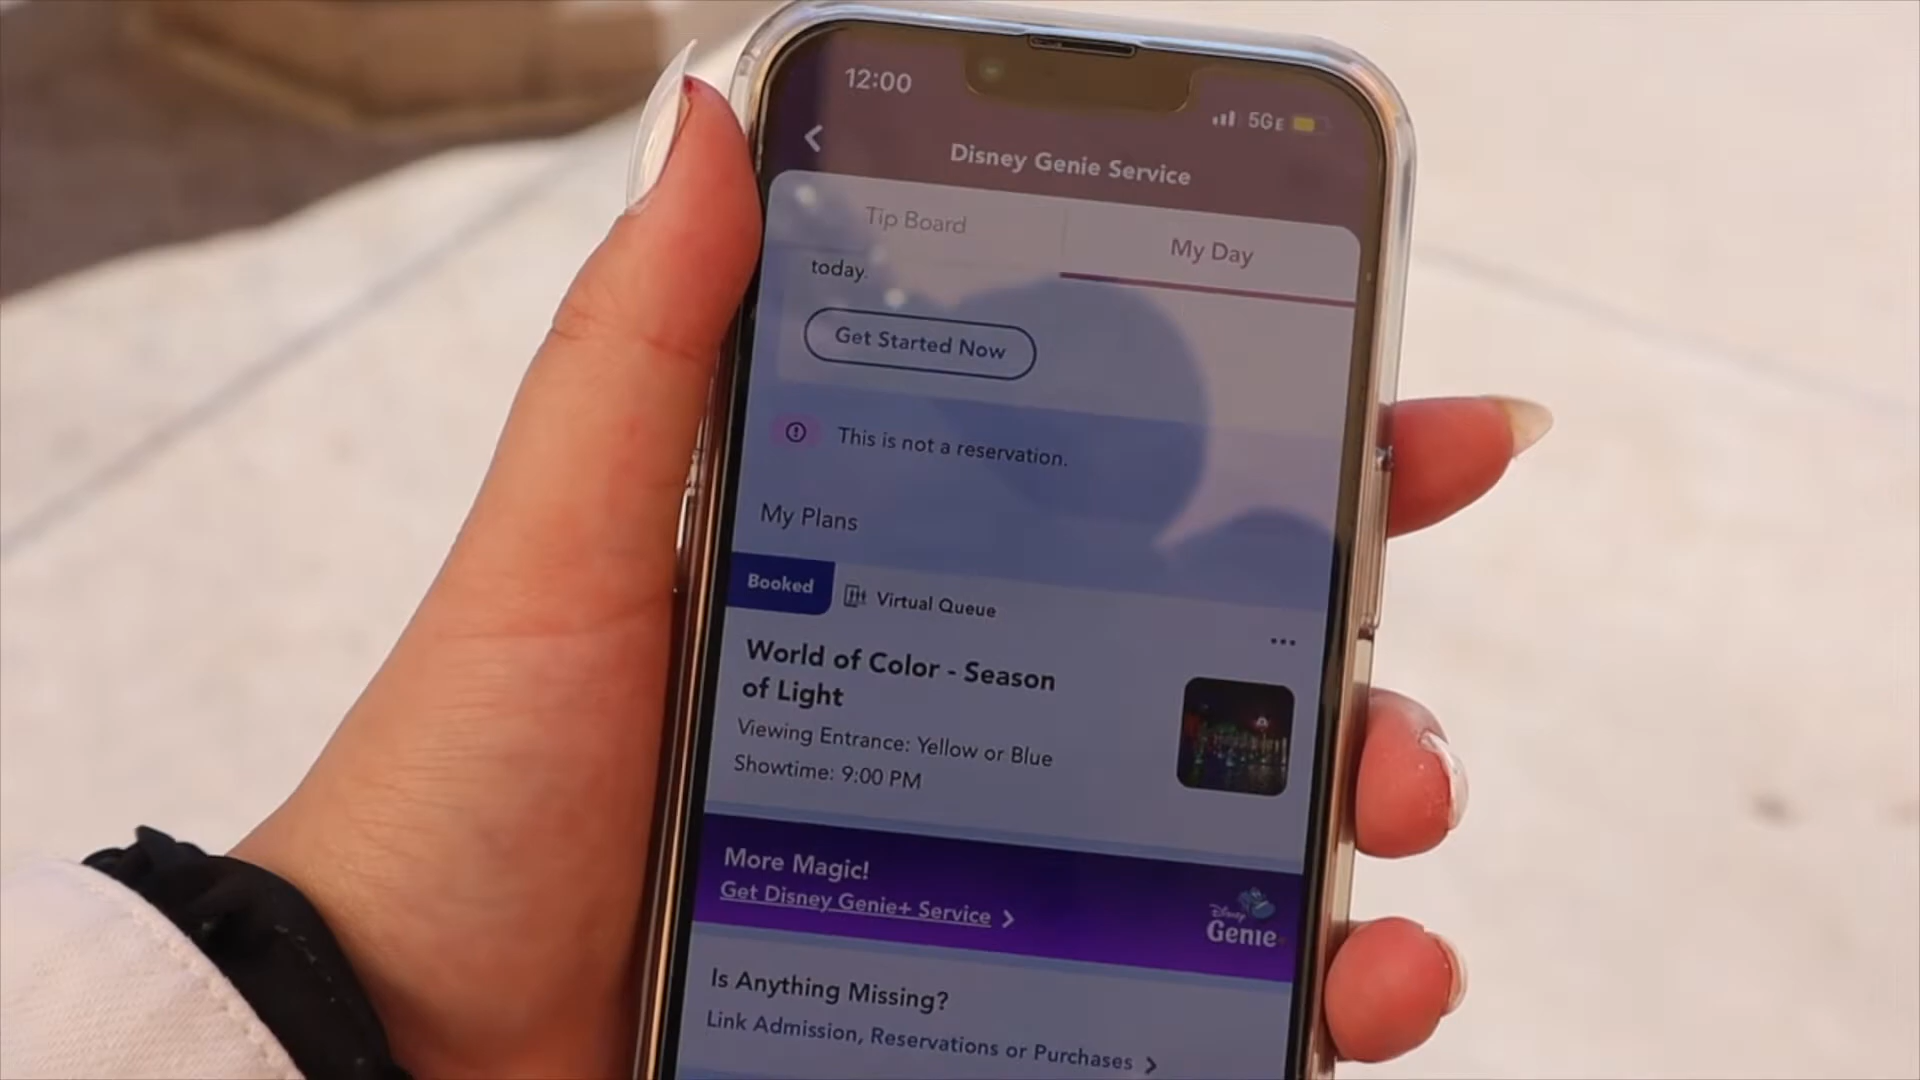 12:00
5GE
Disney Genie Service
Tip Board
My Day
today.
Get Started Now
This is not a reservation.
My Plans
Booked
Virtual Queue
World of Color - Season
of Light
Viewing Entrance: Yellow or Blue
Showtime: 9:00 PM
More Magic!
Get Disney Genie+ Service
Disney
Genie
Is Anything Missing?
Link Admission, Reservations or Purchases